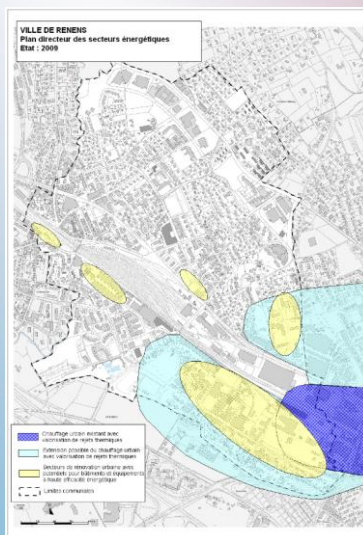 VILLE DE RENENS
Plan directeur des secteurs énergétiques
Etat : 2009
Chauffage urbain existant avec
valorisation de rejets thermiques
Extension possible du chauffage urbain
avec valorisation de rejets thermiques
Secteurs de rénovation urbaine avec
potentiels pour bâtiments et équipements
à haute efficacité énergétique
Limites communales